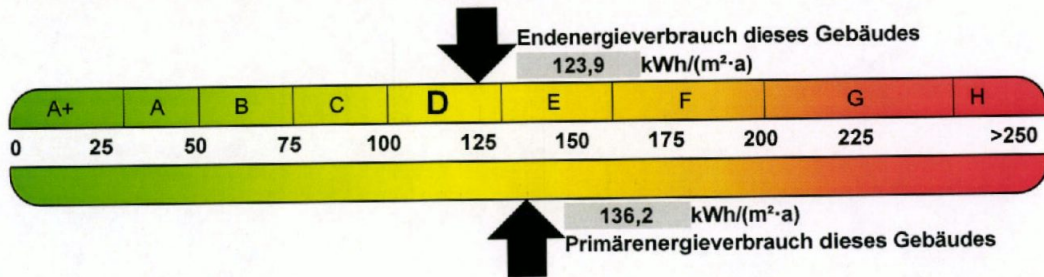 Endenergieverbrauch dieses Gebäudes
123,9 kWh/(m²·a)
A+ A B C D E F G H
0 25 50 75 100 125 150 175 200 225 >250
136,2 kWh/(m²·a)
Primärenergieverbrauch dieses Gebäudes